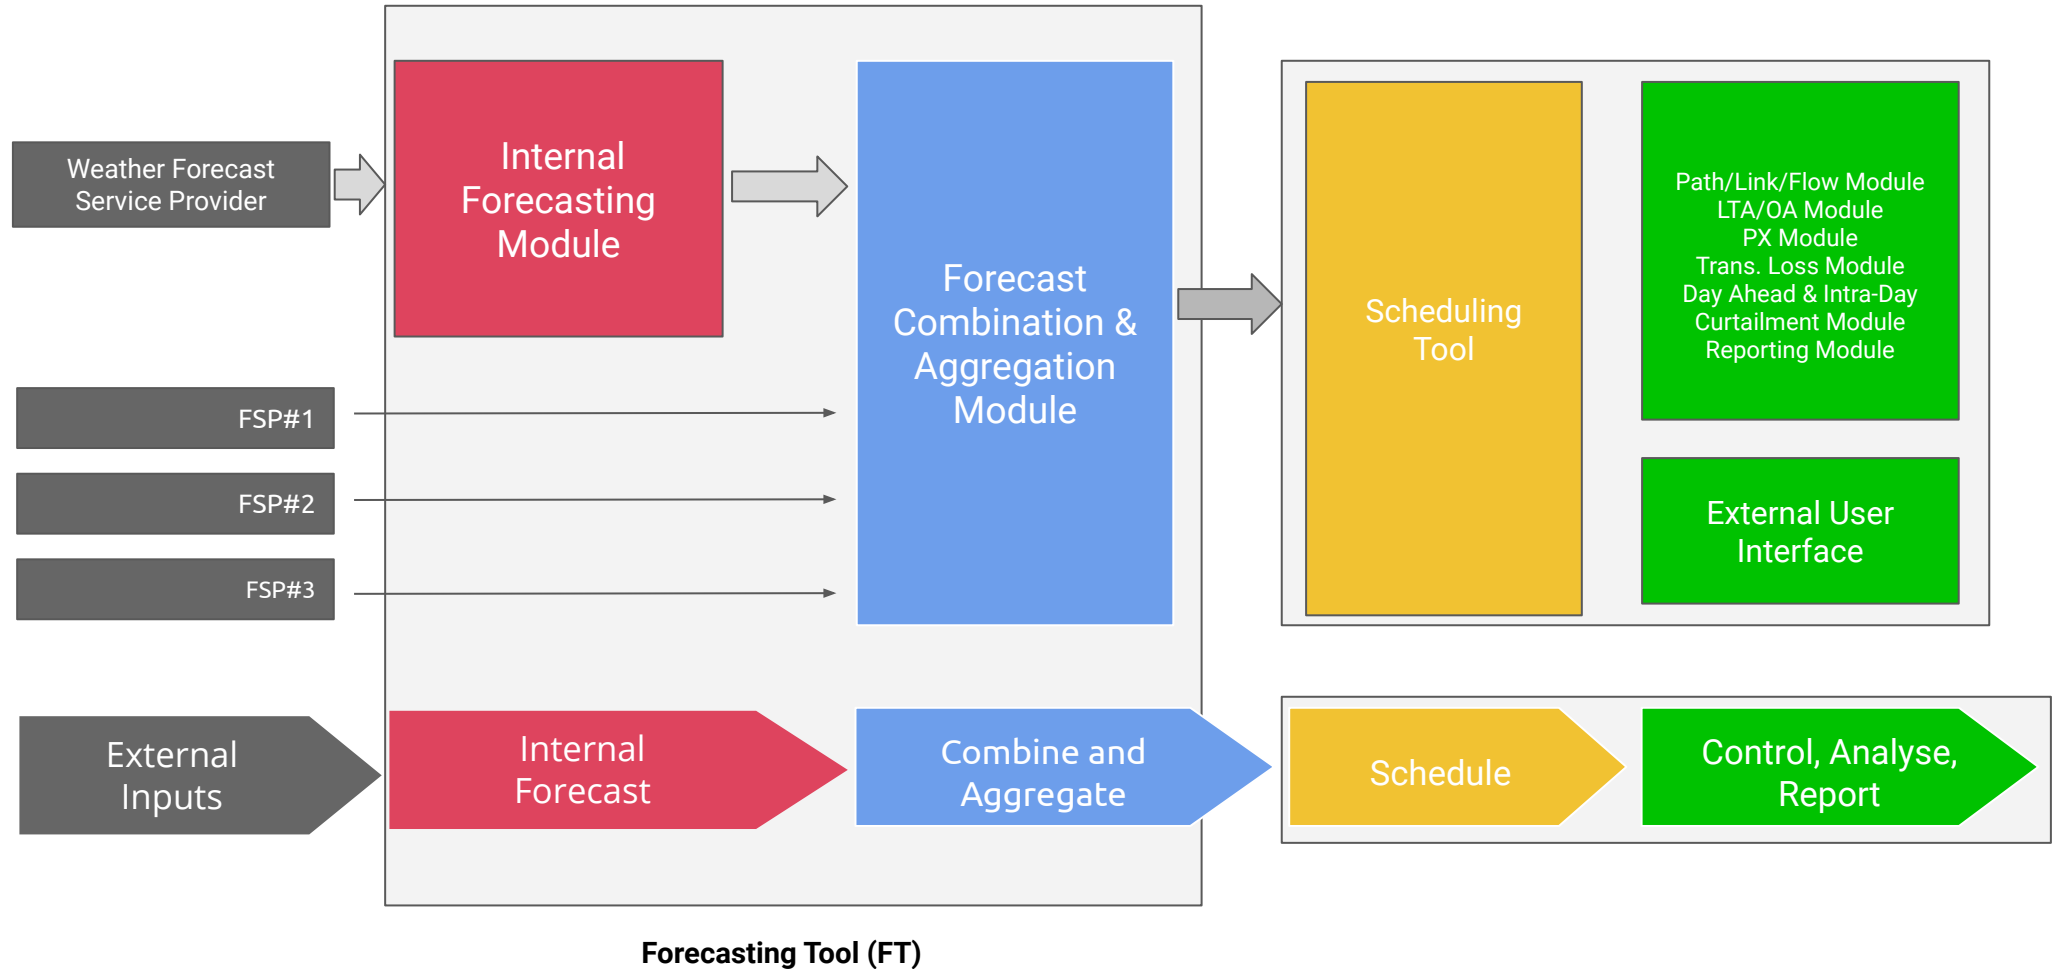 Weather Forecast
Service Provider
Internal
Forecasting
Module
Forecast
Combination &
Aggregation
Module
Scheduling
Tool
Path/Link/Flow Module
LTA/OA Module
PX Module
Trans. Loss Module
Day Ahead & Intra-Day
Curtailment Module
Reporting Module
External User
Interface
FSP#1
FSP#2
FSP#3
External
Inputs
Internal
Forecast
Combine and
Aggregate
Schedule
Control, Analyse,
Report
Forecasting Tool (FT)